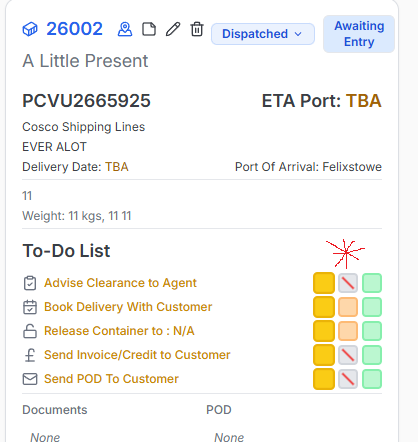 26002
Dispatched
Awaiting
Entry
A Little Present
PCVU2665925
ETA Port: TBA
Cosco Shipping Lines
EVER ALOT
Delivery Date: TBA
Port Of Arrival: Felixstowe
11
Weight: 11 kgs, 11 11
To-Do List
Advise Clearance to Agent
Book Delivery With Customer
Release Container to : N/A
£ Send Invoice/Credit to Customer
Send POD To Customer
Documents
POD
None
None